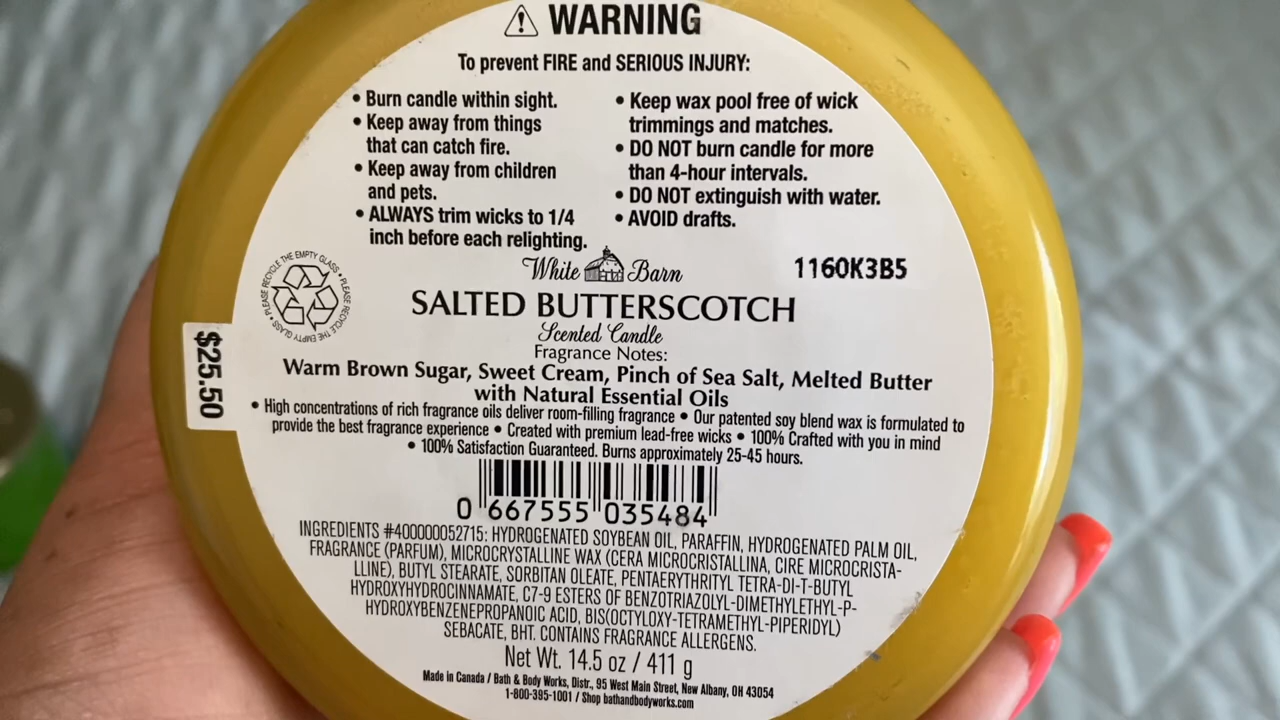 WARNING
To prevent FIRE and SERIOUS INJURY:
• Burn candle within sight.
• Keep away from things
that can catch fire.
• Keep away from children
and pets.
• ALWAYS trim wicks to 1/4
inch before each relighting.
• Keep wax pool free of wick
trimmings and matches.
• DO NOT burn candle for more
than 4-hour intervals.
• DO NOT extinguish with water.
• AVOID drafts.
PLEASE RECYCLE THE EMPTY GLASS • PLEASE RECYCLE THE EMPTY GLASS •
White Barn
1160K3B5
SALTED BUTTERSCOTCH
Scented Candle
Fragrance Notes:
Warm Brown Sugar, Sweet Cream, Pinch of Sea Salt, Melted Butter
with Natural Essential Oils
$25.50
• High concentrations of rich fragrance oils deliver room-filling fragrance • Our patented soy blend wax is formulated to
provide the best fragrance experience • Created with premium lead-free wicks • 100% Crafted with you in mind
• 100% Satisfaction Guaranteed. Burns approximately 25-45 hours.
0 667555 035484
INGREDIENTS #400000052715: HYDROGENATED SOYBEAN OIL, PARAFFIN, HYDROGENATED PALM OIL,
FRAGRANCE (PARFUM), MICROCRYSTALLINE WAX (CERA MICROCRISTALLINA, CIRE MICROCRISTA-
LLINE), BUTYL STEARATE, SORBITAN OLEATE, PENTAERYTHRITYL TETRA-DI-T-BUTYL
HYDROXYHYDROCINNAMATE, C7-9 ESTERS OF BENZOTRIAZOLYL-DIMETHYLETHYL-P-
HYDROXYBENZENEPROPANOIC ACID, BIS(OCTYLOXY-TETRAMETHYL-PIPERIDYL)
SEBACATE, BHT. CONTAINS FRAGRANCE ALLERGENS.
Net Wt. 14.5 oz / 411 g
Made in Canada / Bath & Body Works, Distr., 95 West Main Street, New Albany, OH 43054
1-800-395-1001 / Shop bathandbodyworks.com